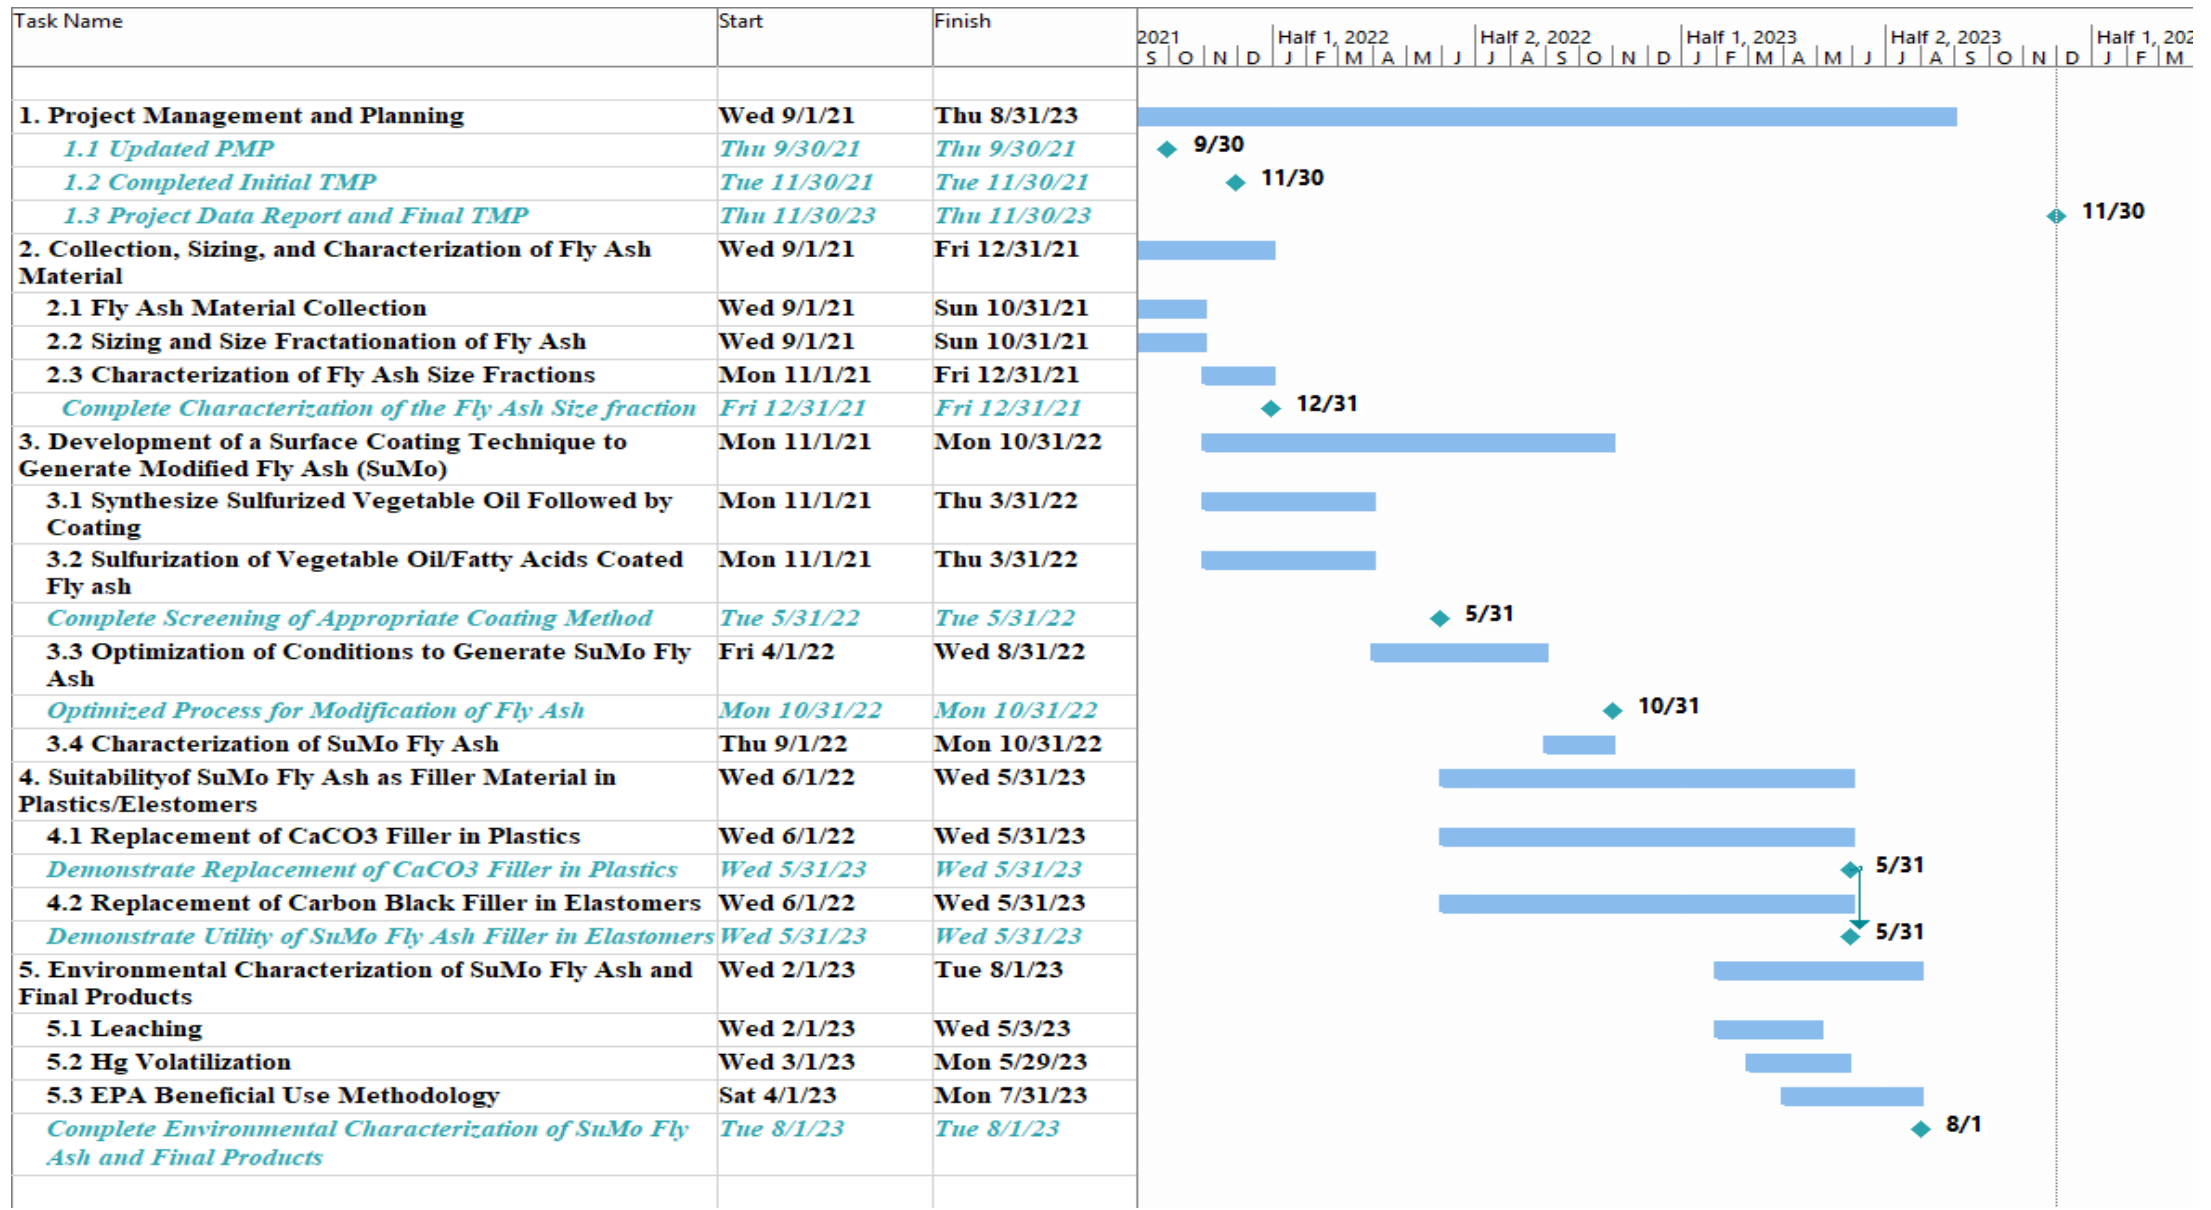 Task Name Start Finish
2021 Half 1, 2022 Half 2, 2022 Half 1, 2023 Half 2, 2023 Half 1, 202
S O N D J F M A M J J A S O N D J F M A M J J A S O N D J F M
1. Project Management and Planning Wed 9/1/21 Thu 8/31/23
1.1 Updated PMP Thu 9/30/21 Thu 9/30/21 9/30
1.2 Completed Initial TMP Tue 11/30/21 Tue 11/30/21 11/30
1.3 Project Data Report and Final TMP Thu 11/30/23 Thu 11/30/23 11/30
2. Collection, Sizing, and Characterization of Fly Ash Wed 9/1/21 Fri 12/31/21
Material
2.1 Fly Ash Material Collection Wed 9/1/21 Sun 10/31/21
2.2 Sizing and Size Fractationation of Fly Ash Wed 9/1/21 Sun 10/31/21
2.3 Characterization of Fly Ash Size Fractions Mon 11/1/21 Fri 12/31/21
Complete Characterization of the Fly Ash Size fraction Fri 12/31/21 Fri 12/31/21 12/31
3. Development of a Surface Coating Technique to Mon 11/1/21 Mon 10/31/22
Generate Modified Fly Ash (SuMo)
3.1 Synthesize Sulfurized Vegetable Oil Followed by Mon 11/1/21 Thu 3/31/22
Coating
3.2 Sulfurization of Vegetable Oil/Fatty Acids Coated Mon 11/1/21 Thu 3/31/22
Fly ash
Complete Screening of Appropriate Coating Method Tue 5/31/22 Tue 5/31/22 5/31
3.3 Optimization of Conditions to Generate SuMo Fly Fri 4/1/22 Wed 8/31/22
Ash
Optimized Process for Modification of Fly Ash Mon 10/31/22 Mon 10/31/22 10/31
3.4 Characterization of SuMo Fly Ash Thu 9/1/22 Mon 10/31/22
4. Suitabilityof SuMo Fly Ash as Filler Material in Wed 6/1/22 Wed 5/31/23
Plastics/Elestomers
4.1 Replacement of CaCO3 Filler in Plastics Wed 6/1/22 Wed 5/31/23
Demonstrate Replacement of CaCO3 Filler in Plastics Wed 5/31/23 Wed 5/31/23 5/31
4.2 Replacement of Carbon Black Filler in Elastomers Wed 6/1/22 Wed 5/31/23
Demonstrate Utility of SuMo Fly Ash Filler in Elastomers Wed 5/31/23 Wed 5/31/23 5/31
5. Environmental Characterization of SuMo Fly Ash and Wed 2/1/23 Tue 8/1/23
Final Products
5.1 Leaching Wed 2/1/23 Wed 5/3/23
5.2 Hg Volatilization Wed 3/1/23 Mon 5/29/23
5.3 EPA Beneficial Use Methodology Sat 4/1/23 Mon 7/31/23
Complete Environmental Characterization of SuMo Fly Tue 8/1/23 Tue 8/1/23 8/1
Ash and Final Products